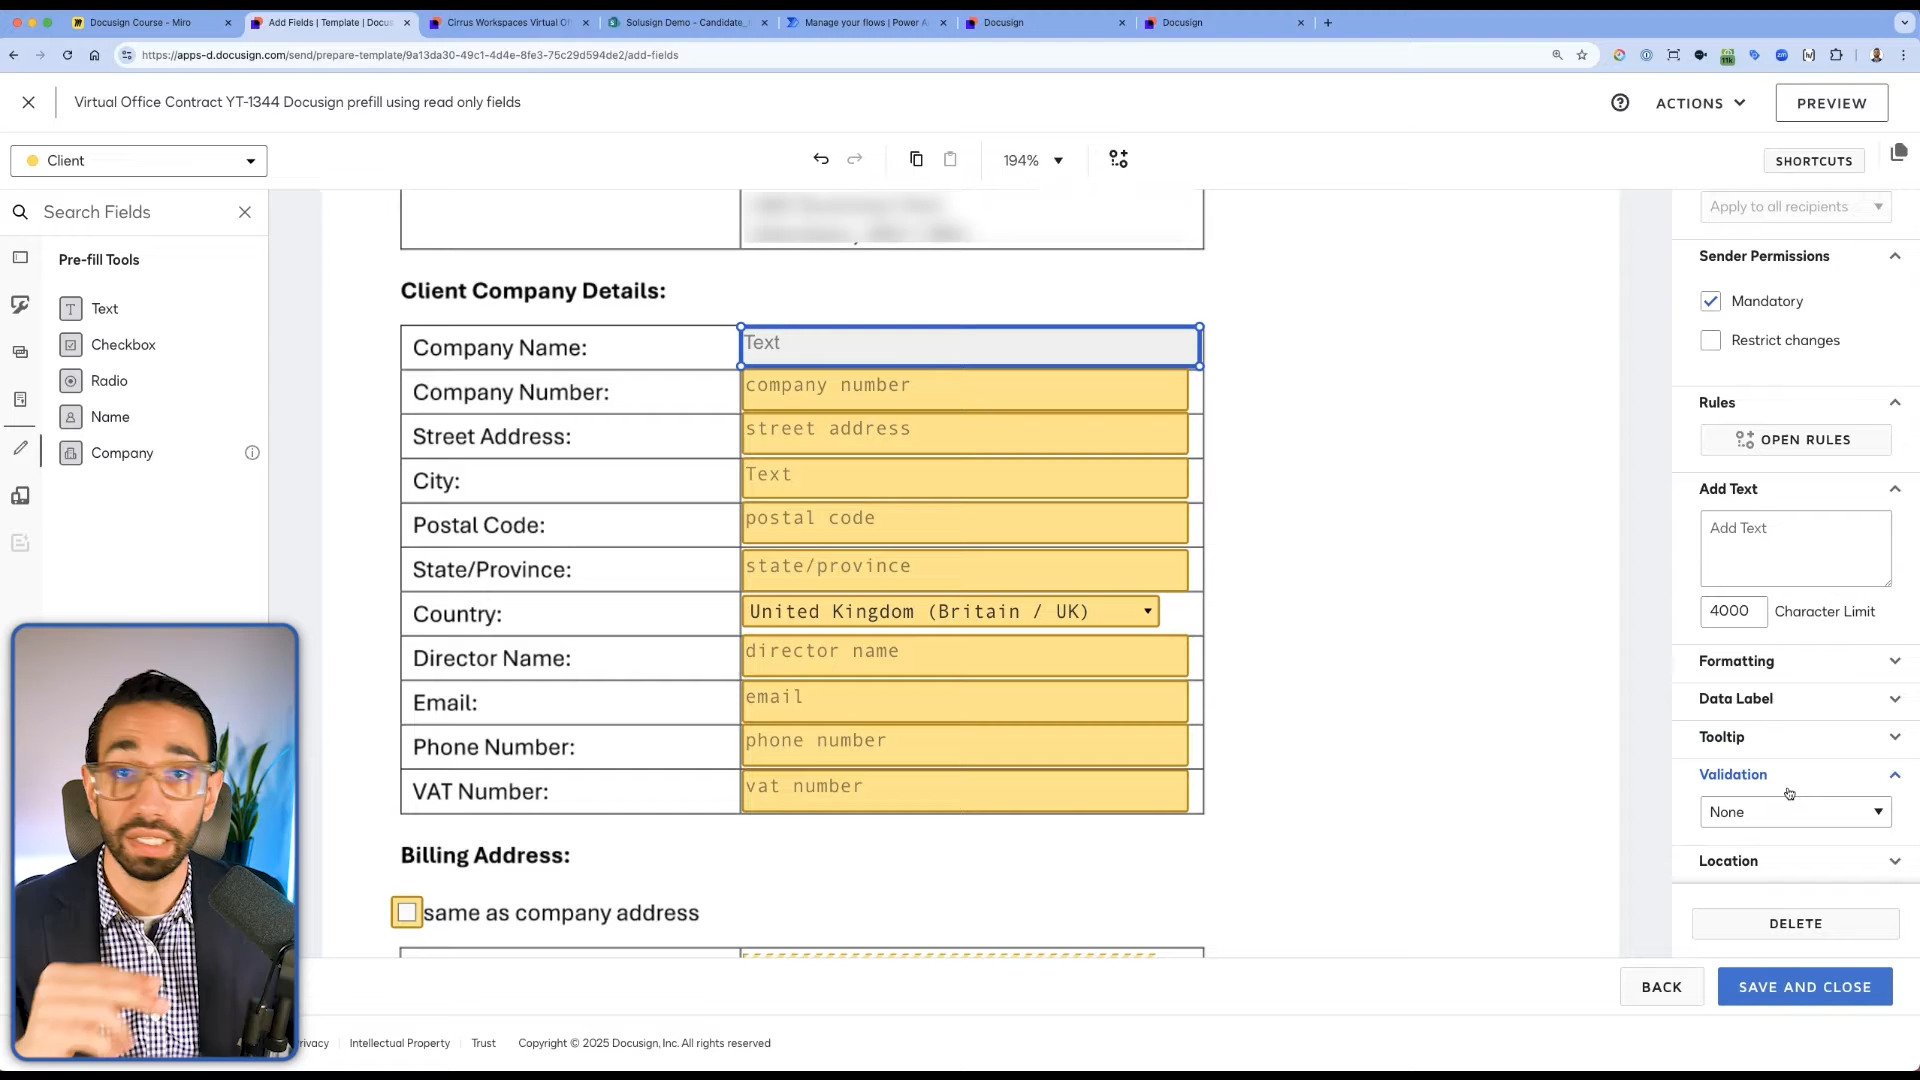 Docusign Course - Miro
Add Fields | Template | Docus
Cirrus Workspaces Virtual Of
Solusign Demo - Candidate_
Manage your flows | Power A
Docusign
Docusign
https://apps-d.docusign.com/send/prepare-template/9a13da30-49c1-4d4e-8fe3-75c29d594de2/add-fields
11k
Virtual Office Contract YT-1344 Docusign prefill using read only fields
ACTIONS
PREVIEW
Client
194%
SHORTCUTS
Search Fields
Pre-fill Tools
Text
Checkbox
Radio
Name
Company
Client Company Details:
Company Name: Text
Company Number: company number
Street Address: street address
City: Text
Postal Code: postal code
State/Province: state/province
Country: United Kingdom (Britain / UK)
Director Name: director name
Email: email
Phone Number: phone number
VAT Number: vat number
Billing Address:
same as company address
Apply to all recipients
Sender Permissions
Mandatory
Restrict changes
Rules
OPEN RULES
Add Text
Add Text
4000 Character Limit
Formatting
Data Label
Tooltip
Validation
None
Location
DELETE
BACK
SAVE AND CLOSE
rivacy
Intellectual Property
Trust
Copyright © 2025 Docusign, Inc. All rights reserved